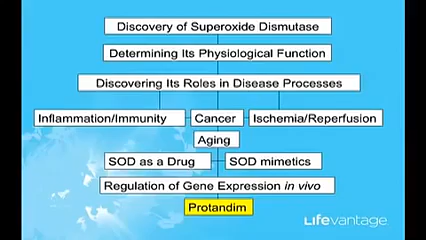 Discovery of Superoxide Dismutase
Determining Its Physiological Function
Discovering Its Roles in Disease Processes
Inflammation/Immunity
Cancer
Ischemia/Reperfusion
Aging
SOD as a Drug
SOD mimetics
Regulation of Gene Expression in vivo
Protandim
Lifevantage